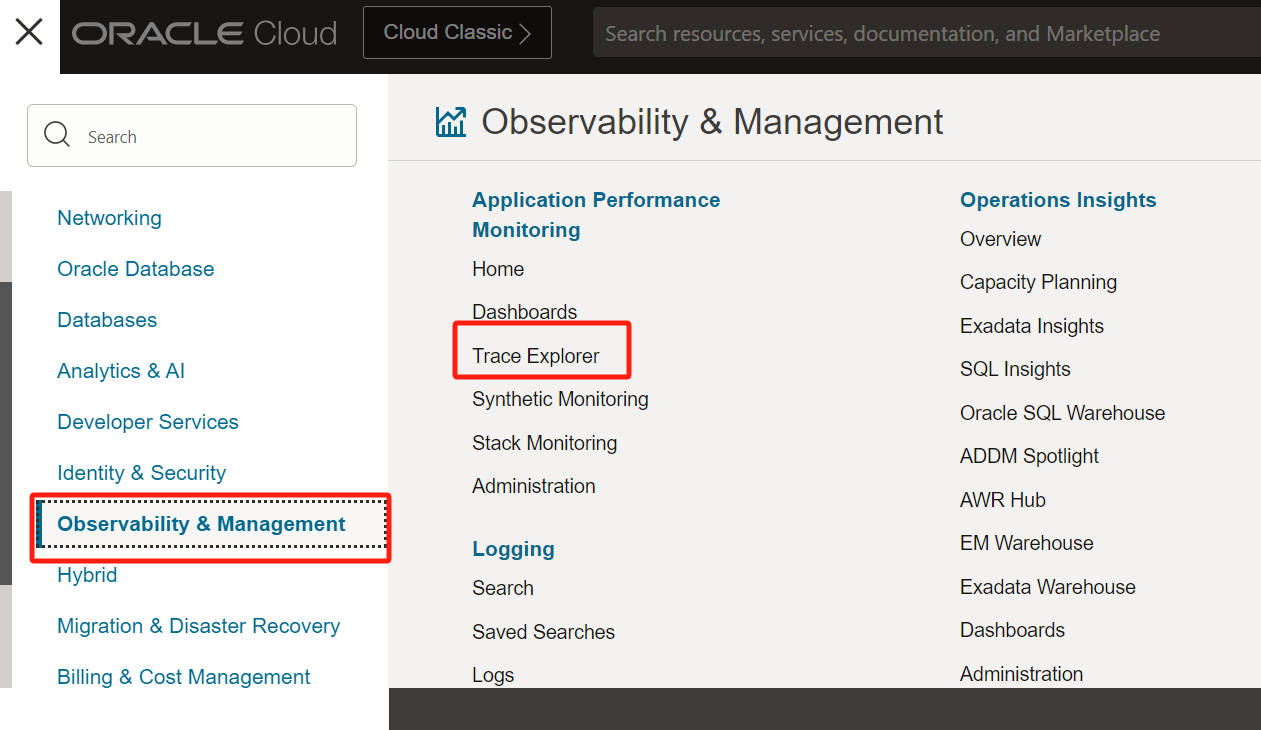 ORACLE Cloud
Cloud Classic
Search resources, services, documentation, and Marketplace
Search
Networking
Oracle Database
Databases
Analytics & AI
Developer Services
Identity & Security
Observability & Management
Hybrid
Migration & Disaster Recovery
Billing & Cost Management
Observability & Management
Application Performance
Monitoring
Home
Dashboards
Trace Explorer
Synthetic Monitoring
Stack Monitoring
Administration
Logging
Search
Saved Searches
Logs
Operations Insights
Overview
Capacity Planning
Exadata Insights
SQL Insights
Oracle SQL Warehouse
ADDM Spotlight
AWR Hub
EM Warehouse
Exadata Warehouse
Dashboards
Administration